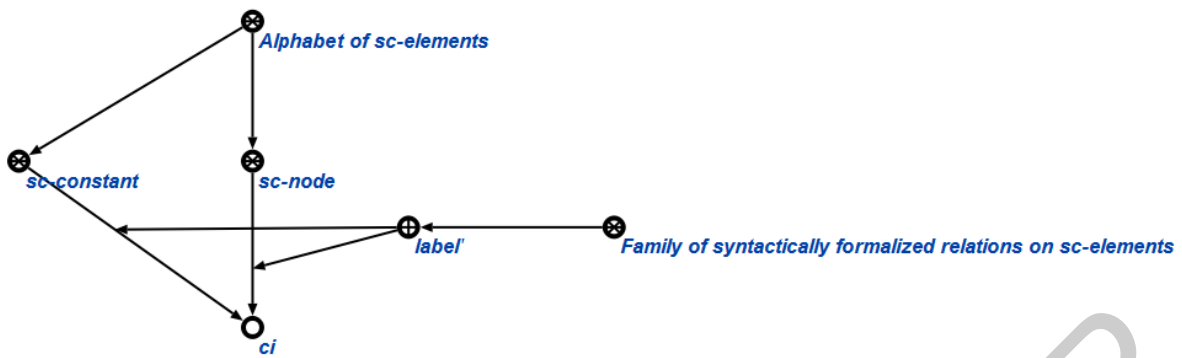 Alphabet of sc-elements
sc-constant
sc-node
label'
Family of syntactically formalized relations on sc-elements
ci